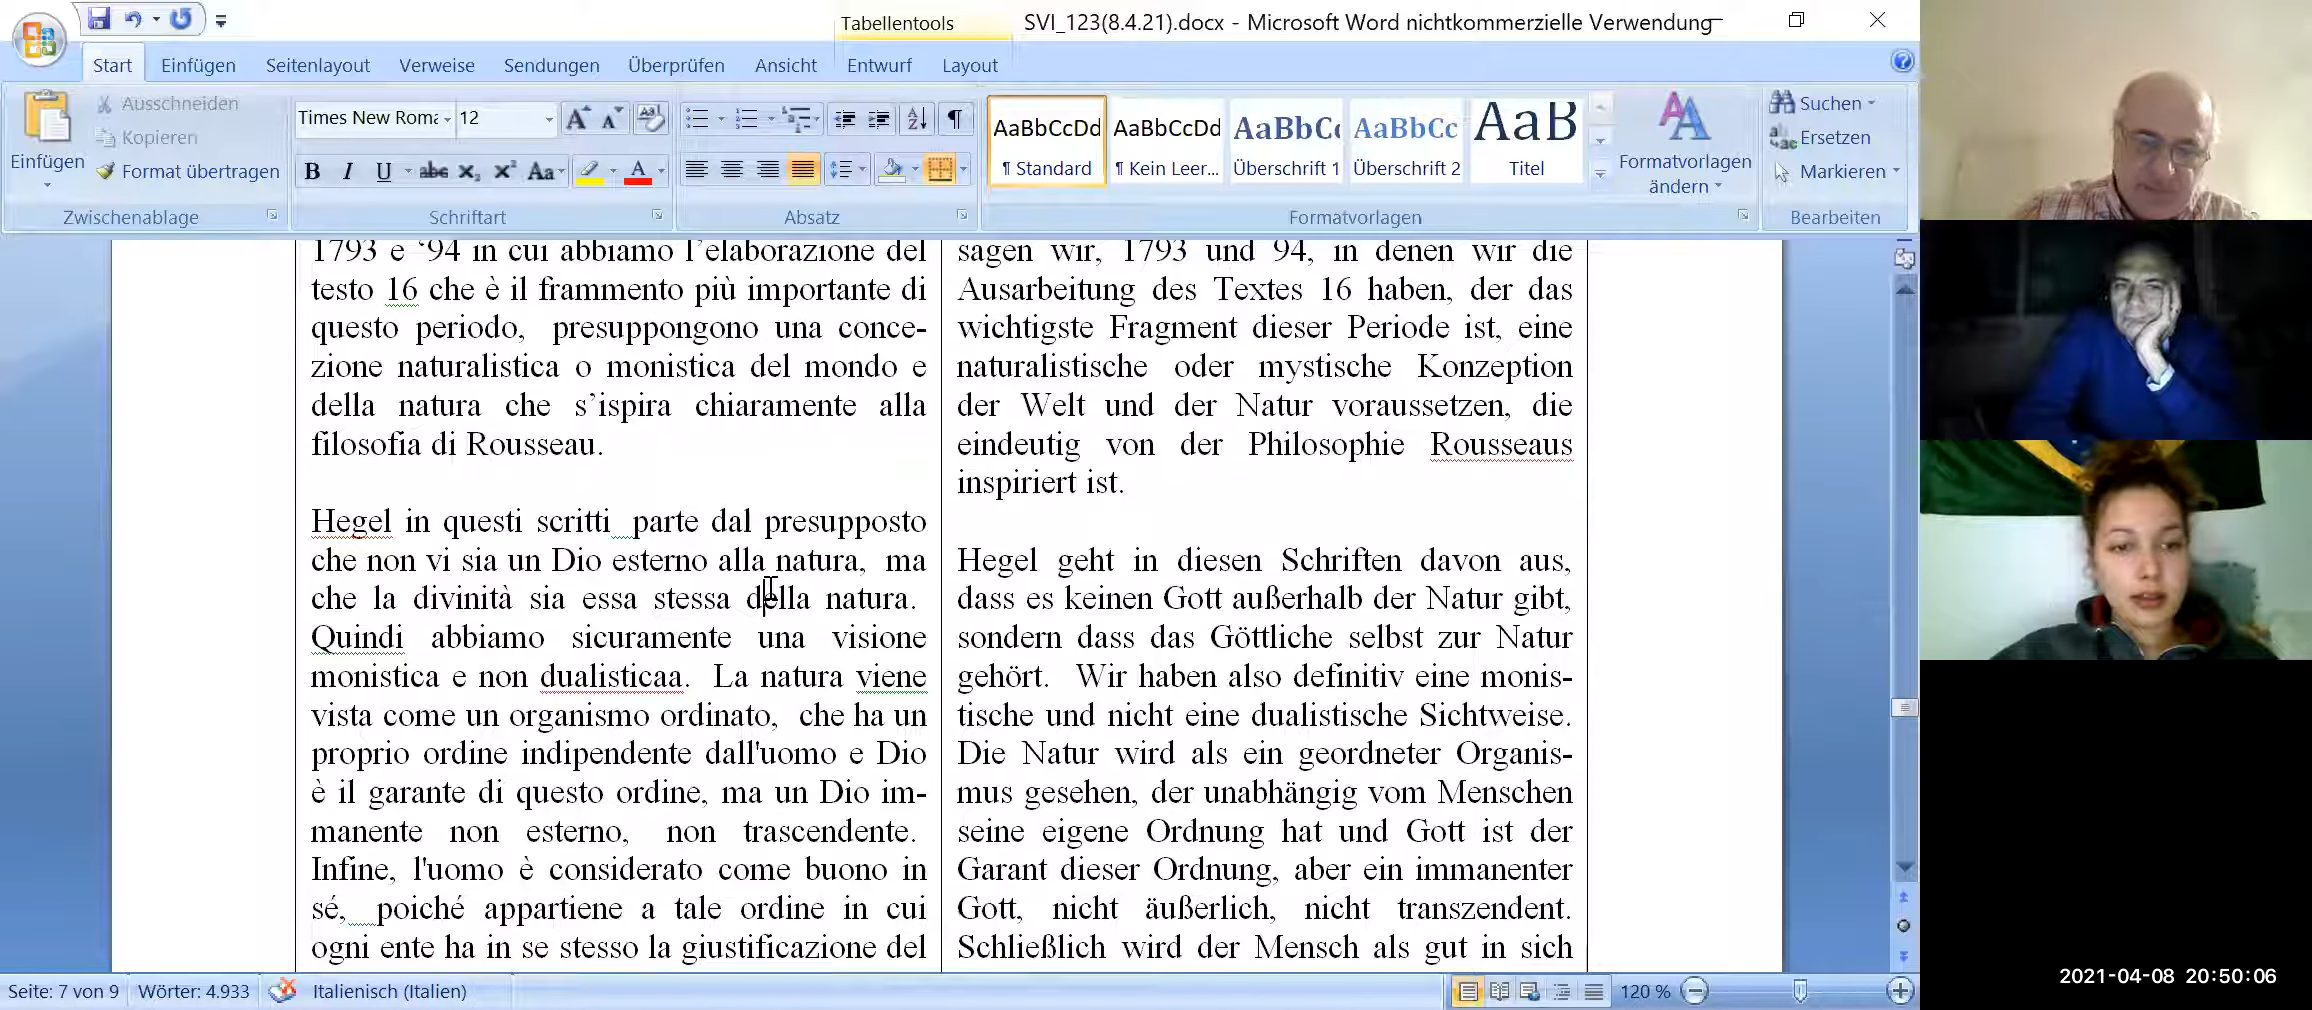 Tabellentools
SVI_123(8.4.21).docx - Microsoft Word nichtkommerzielle Verwendung
Start Einfügen Seitenlayout Verweise Sendungen Überprüfen Ansicht Entwurf Layout
Einfügen
Ausschneiden
Kopieren
Format übertragen
Zwischenablage
Times New Roma 12
Schriftart
Absatz
AaBbCcDd AaBbCcDd AaBbC AaBbCc AaB
¶ Standard ¶ Kein Leer... Überschrift 1 Überschrift 2 Titel
Formatvorlagen ändern
Formatvorlagen
Suchen
Ersetzen
Markieren
Bearbeiten
1793 e ‘94 in cui abbiamo l’elaborazione del
testo 16 che è il frammento più importante di
questo periodo, presuppongono una conce-
zione naturalistica o monistica del mondo e
della natura che s’ispira chiaramente alla
filosofia di Rousseau.
Hegel in questi scritti parte dal presupposto
che non vi sia un Dio esterno alla natura, ma
che la divinità sia essa stessa della natura.
Quindi abbiamo sicuramente una visione
monistica e non dualisticaa. La natura viene
vista come un organismo ordinato, che ha un
proprio ordine indipendente dall'uomo e Dio
è il garante di questo ordine, ma un Dio im-
manente non esterno, non trascendente.
Infine, l'uomo è considerato come buono in
sé, poiché appartiene a tale ordine in cui
ogni ente ha in se stesso la giustificazione del
sagen wir, 1793 und 94, in denen wir die
Ausarbeitung des Textes 16 haben, der das
wichtigste Fragment dieser Periode ist, eine
naturalistische oder mystische Konzeption
der Welt und der Natur voraussetzen, die
eindeutig von der Philosophie Rousseaus
inspiriert ist.
Hegel geht in diesen Schriften davon aus,
dass es keinen Gott außerhalb der Natur gibt,
sondern dass das Göttliche selbst zur Natur
gehört. Wir haben also definitiv eine monis-
tische und nicht eine dualistische Sichtweise.
Die Natur wird als ein geordneter Organis-
mus gesehen, der unabhängig vom Menschen
seine eigene Ordnung hat und Gott ist der
Garant dieser Ordnung, aber ein immanenter
Gott, nicht äußerlich, nicht transzendent.
Schließlich wird der Mensch als gut in sich
Seite: 7 von 9 Wörter: 4.933 Italienisch (Italien) 120 %
2021-04-08 20:50:06